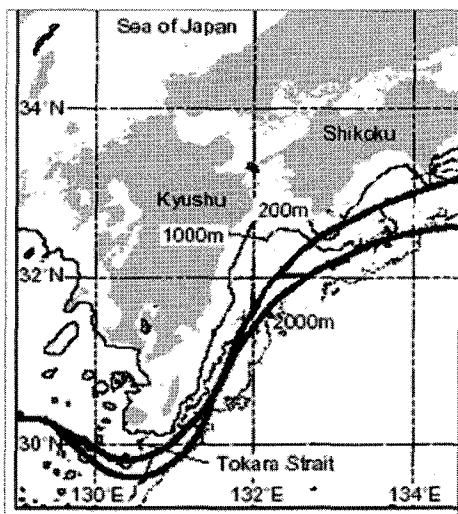 Sea of Japan
34°N
Shikoku
Kyushu
200m
1000m
32°N
2000m
30°N
Tokara Strait
130°E
132°E
134°E